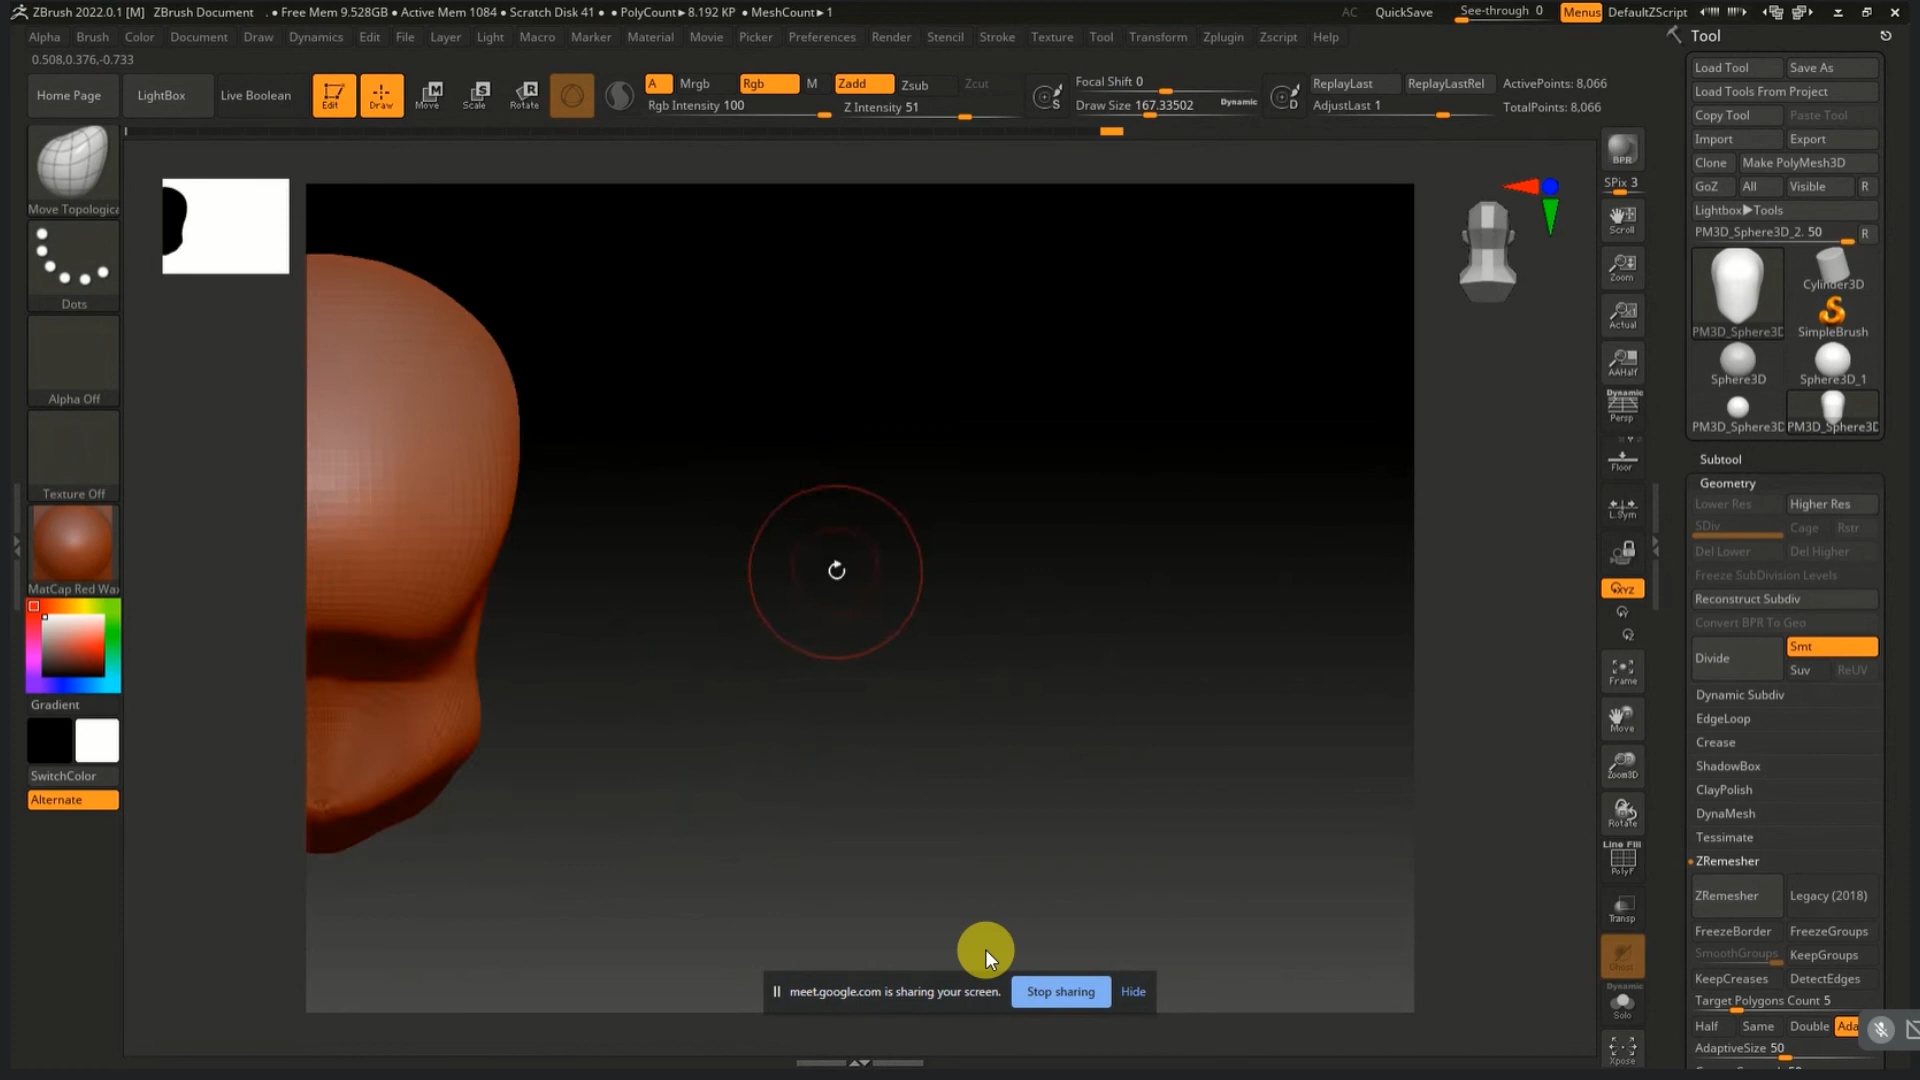 ZBrush 2022.0.1 [M] ZBrush Document . • Free Mem 9.528GB • Active Mem 1084 • Scratch Disk 41 • • PolyCount▸ 8.192 KP • MeshCount▸ 1 AC QuickSave See-through 0 Menus DefaultZScript
Alpha Brush Color Document Draw Dynamics Edit File Layer Light Macro Marker Material Movie Picker Preferences Render Stencil Stroke Texture Tool Transform Zplugin Zscript Help
Tool
0.508,0.376,-0.733
Home Page LightBox Live Boolean Edit Draw Move Scale Rotate
A Mrgb Rgb M Zadd Zsub Zcut
Rgb Intensity 100 Z Intensity 51
S Focal Shift 0
Draw Size 167.33502 Dynamic
D ReplayLast ReplayLastRel ActivePoints: 8,066
AdjustLast 1 TotalPoints: 8,066
Move Topologica
Dots
Alpha Off
Texture Off
MatCap Red Wax
Gradient
SwitchColor
Alternate
BPR
SPix 3
Scroll
Zoom
Actual
AAHalf
Dynamic
Persp
Floor
L.Sym
XYZ
Frame
Move
Zoom3D
Rotate
Line Fill
PolyF
Transp
Ghost
Dynamic
Solo
Xpose
Load Tool Save As
Load Tools From Project
Copy Tool Paste Tool
Import Export
Clone Make PolyMesh3D
GoZ All Visible R
Lightbox▸Tools
PM3D_Sphere3D_2. 50 R
Cylinder3D
PM3D_Sphere3D SimpleBrush
Sphere3D Sphere3D_1
PM3D_Sphere3D PM3D_Sphere3D
Subtool
Geometry
Lower Res Higher Res
SDiv Cage Rstr
Del Lower Del Higher
Freeze SubDivision Levels
Reconstruct Subdiv
Convert BPR To Geo
Divide Smt
Suv ReUV
Dynamic Subdiv
EdgeLoop
Crease
ShadowBox
ClayPolish
DynaMesh
Tessimate
ZRemesher
ZRemesher Legacy (2018)
FreezeBorder FreezeGroups
SmoothGroups KeepGroups
KeepCreases DetectEdges
Target Polygons Count 5
Half Same Double Ada
AdaptiveSize 50
meet.google.com is sharing your screen. Stop sharing Hide